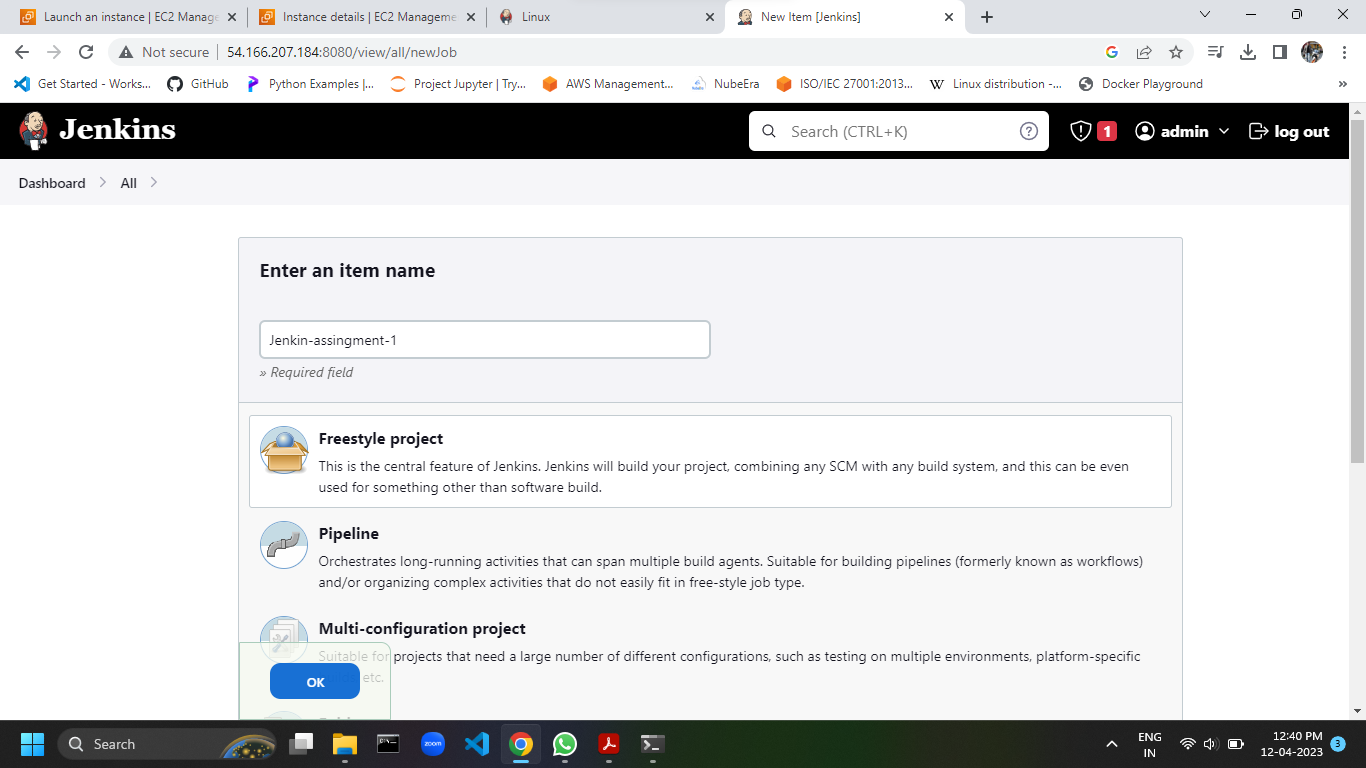 Launch an instance | EC2 Manage
Instance details | EC2 Manageme
Linux
New Item [Jenkins]
Not secure
54.166.207.184:8080/view/all/newJob
Get Started - Works...
GitHub
Python Examples |...
Project Jupyter | Try...
AWS Management...
NubeEra
ISO/IEC 27001:2013...
Linux distribution -...
Docker Playground
»
Jenkins
Search (CTRL+K)
1
admin
log out
Dashboard
All
Enter an item name
Jenkin-assingment-1
» Required field
Freestyle project
This is the central feature of Jenkins. Jenkins will build your project, combining any SCM with any build system, and this can be even
used for something other than software build.
Pipeline
Orchestrates long-running activities that can span multiple build agents. Suitable for building pipelines (formerly known as workflows)
and/or organizing complex activities that do not easily fit in free-style job type.
Multi-configuration project
Suitable for projects that need a large number of different configurations, such as testing on multiple environments, platform-specific
etc.
OK
Search
zoom
ENG
IN
12:40 PM
12-04-2023
3